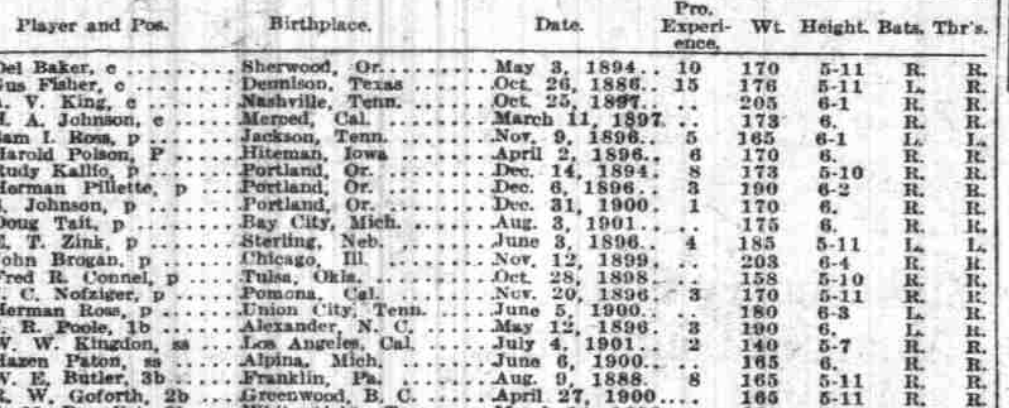 Player and Pos. Birthplace. Date. Pro. Experi- ence. Wt. Height. Bats. Thr's.
Del Baker, c ......... Sherwood, Or. ........ May 3, 1894.. 10 170 5-11 R. R.
Gus Fisher, c ........ Dennison, Texas ...... Oct. 26, 1886.. 15 176 5-11 L. R.
. V. King, c ......... Nashville, Tenn. ..... Oct. 25, 1897... .. 205 6-1 R. R.
H. A. Johnson, c ..... Merced, Cal. ........ March 11, 1897. .. 173 6. R. R.
Sam I. Ross, p ....... Jackson, Tenn. ...... Nov. 9, 1896.. 5 165 6-1 L. L.
Harold Polson, P ..... Hiteman, Iowa ....... April 2, 1896.. 6 170 6. R. R.
Rudy Kallio, p ....... Portland, Or. ....... Dec. 14, 1894. 8 173 5-10 R. R.
Herman Pillette, p ... Portland, Or. ....... Dec. 6, 1896.. 3 190 6-2 R. R.
. Johnson, p ......... Portland, Or. ....... Dec. 31, 1900. 1 170 6. R. R.
Doug Tait, p ......... Bay City, Mich. ..... Aug. 3, 1901.. .. 175 6. R. R.
. T. Zink, p ......... Sterling, Neb. ...... June 3, 1896.. 4 185 5-11 L. L.
John Brogan, p ....... Chicago, Ill. ....... Nov. 12, 1899. .. 203 6-4 R. R.
Fred R. Connel, p .... Tulsa, Okla. ........ Oct. 28, 1898.. .. 158 5-10 R. R.
. C. Nofziger, p ..... Pomona, Cal. ........ Nov. 20, 1896. 3 170 5-11 R. R.
Herman Ross, p ....... Union City, Tenn. ... June 5, 1900.. .. 180 6-3 L. R.
. R. Poole, 1b ....... Alexander, N. C. .... May 12, 1896. 3 190 6. L. R.
W. W. Kingdon, ss .... Los Angeles, Cal. ... July 4, 1901.. 2 140 5-7 R. R.
Hazen Paton, ss ...... Alpina, Mich. ....... June 6, 1900.. .. 165 6. R. R.
W. E. Butler, 3b ..... Franklin, Pa. ....... Aug. 9, 1888. 8 165 5-11 R. R.
R. W. Goforth, 2b .... Greenwood, B. C. .... April 27, 1900.... 165 5-11 R. R.